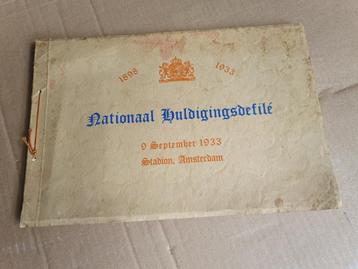 1898 1933
Nationaal Huldigingsdefilé
9 September 1933
Stadion, Amsterdam